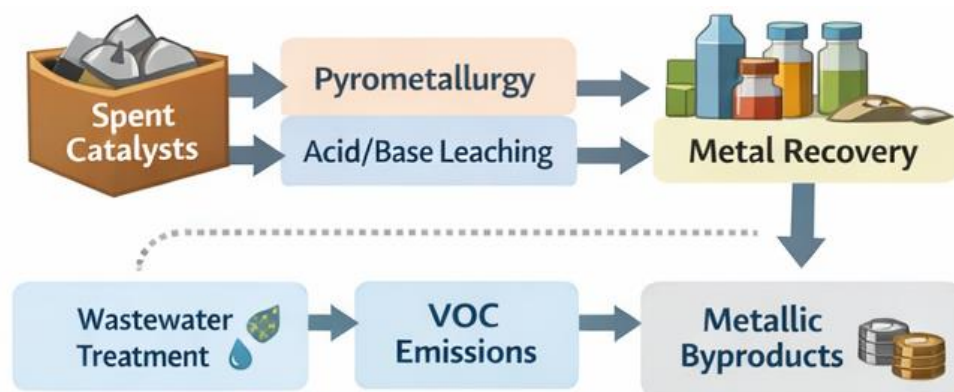 Spent
Catalysts
Pyrometallurgy
Acid/Base Leaching
Metal Recovery
Wastewater
Treatment
VOC
Emissions
Metallic
Byproducts